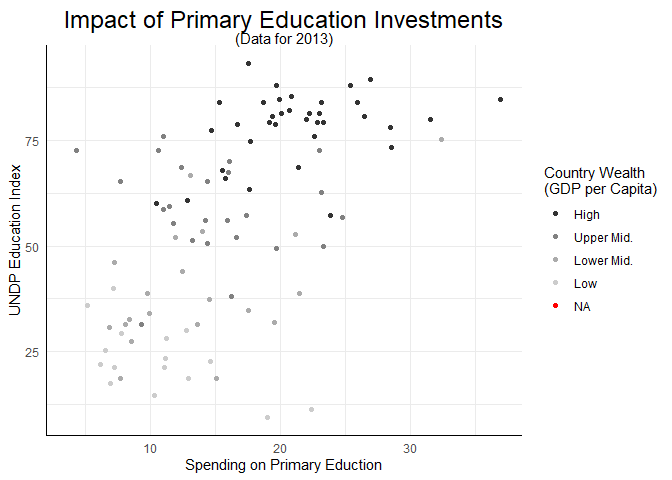 Impact of Primary Education Investments
(Data for 2013)
UNDP Education Index
75
50
25
10
20
30
Spending on Primary Eduction
Country Wealth
(GDP per Capita)
High
Upper Mid.
Lower Mid.
Low
NA